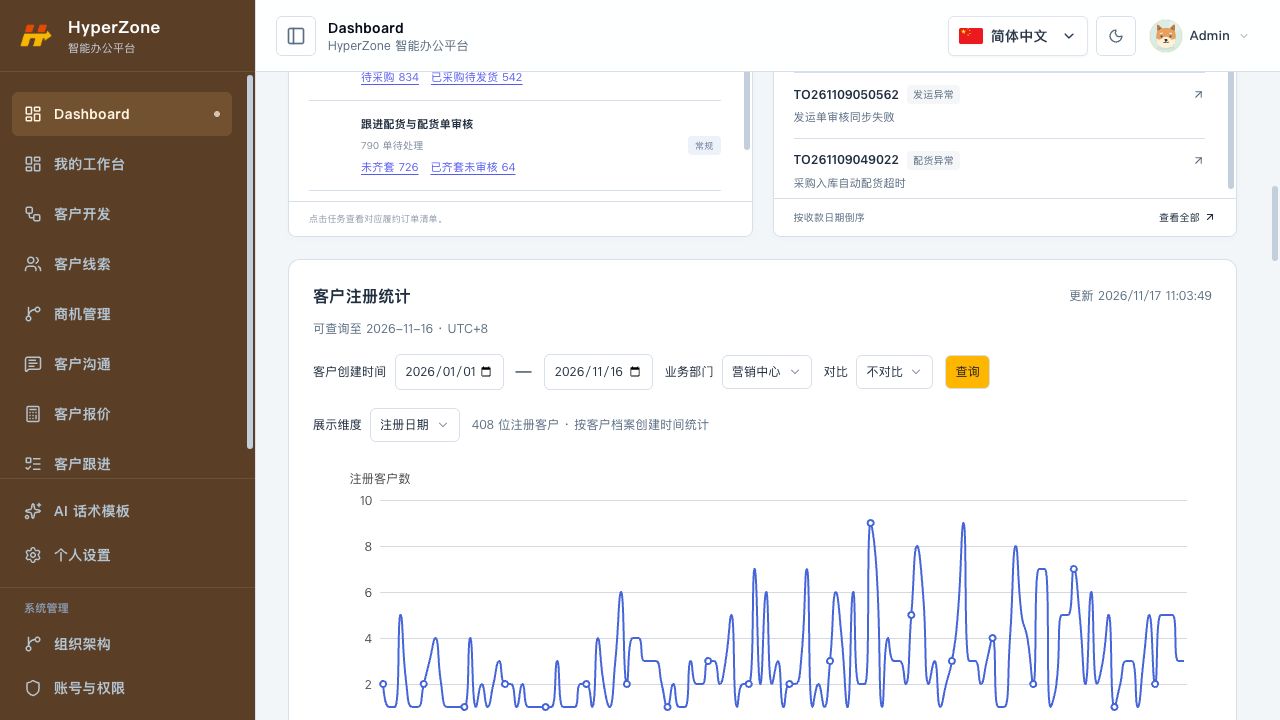 HyperZone
智能办公平台
Dashboard
我的工作台
客户开发
客户线索
商机管理
客户沟通
客户报价
客户跟进
AI 话术模板
个人设置
系统管理
组织架构
账号与权限
Dashboard
HyperZone 智能办公平台
简体中文
Admin
待采购 834 已采购待发货 542
跟进配货与配货单审核
790 单待处理
常规
未齐套 726 已齐套未审核 64
点击任务查看对应履约订单清单。
TO261109050562 发运异常
发运单审核同步失败
TO261109049022 配货异常
采购入库自动配货超时
按收款日期倒序 查看全部
客户注册统计
更新 2026/11/17 11:03:49
可查询至 2026-11-16 · UTC+8
客户创建时间 2026/01/01 — 2026/11/16 业务部门 营销中心 对比 不对比 查询
展示维度 注册日期 408 位注册客户 · 按客户档案创建时间统计
注册客户数
10
8
6
4
2